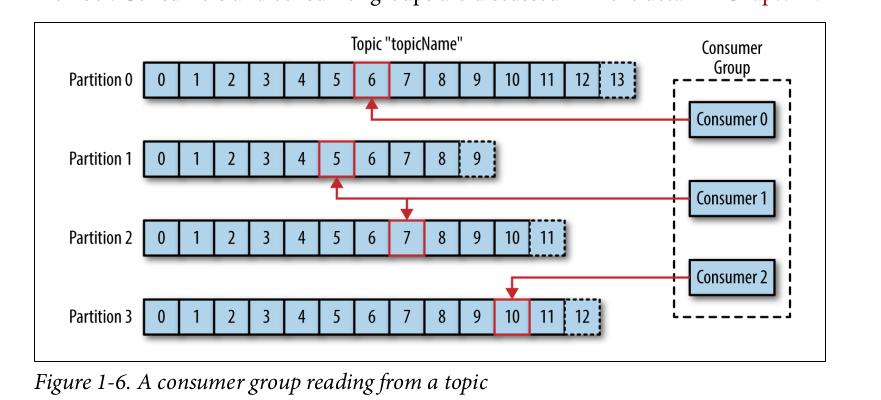 Topic "topicName"
Consumer
Group
Partition 0 0 1 2 3 4 5 6 7 8 9 10 11 12 13
Consumer 0
Partition 1 0 1 2 3 4 5 6 7 8 9
Consumer 1
Partition 2 0 1 2 3 4 5 6 7 8 9 10 11
Consumer 2
Partition 3 0 1 2 3 4 5 6 7 8 9 10 11 12
Figure 1-6. A consumer group reading from a topic